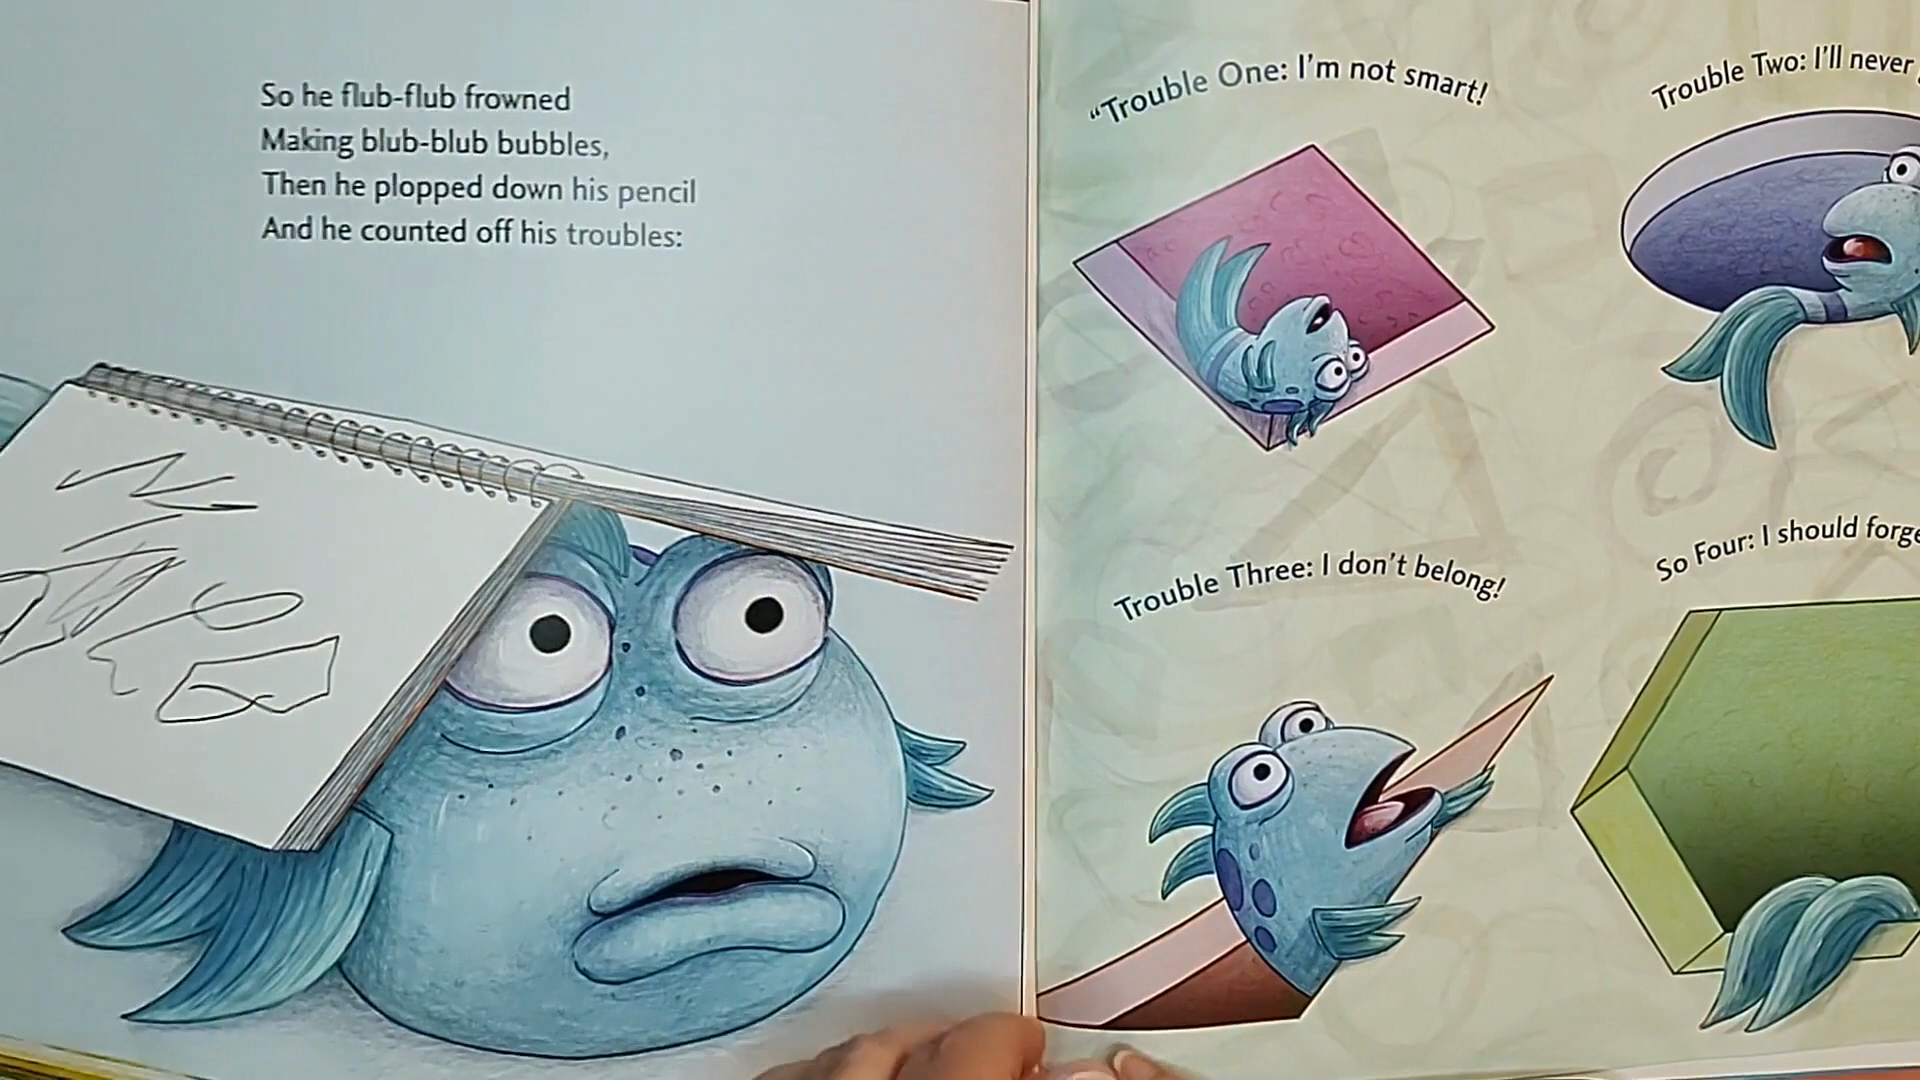 So he flub-flub frowned
Making blub-blub bubbles,
Then he plopped down his pencil
And he counted off his troubles:
“Trouble One: I'm not smart!
Trouble Two: I'll never
Trouble Three: I don't belong!
So Four: I should